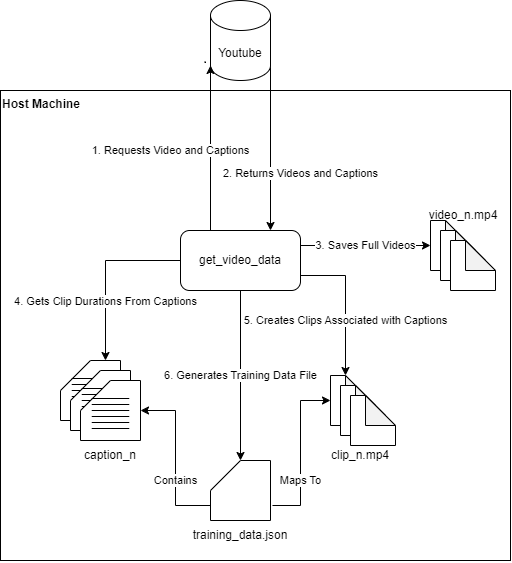 Youtube
Host Machine
1. Requests Video and Captions
2. Returns Videos and Captions
video_n.mp4
3. Saves Full Videos
get_video_data
4. Gets Clip Durations From Captions
5. Creates Clips Associated with Captions
6. Generates Training Data File
caption_n
clip_n.mp4
Contains
Maps To
training_data.json